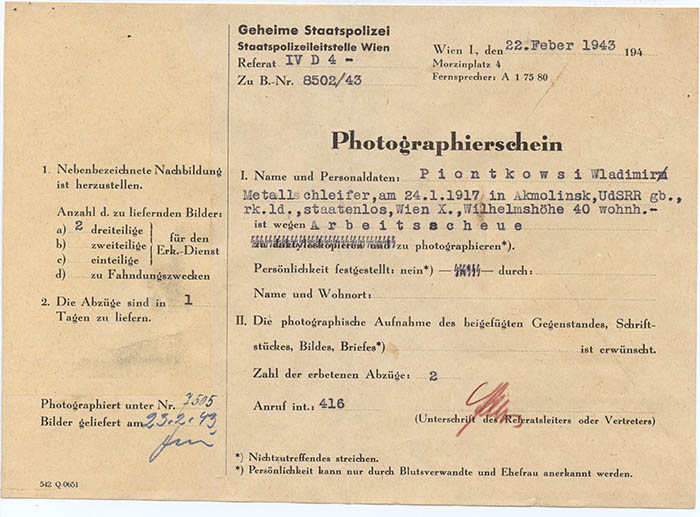 Geheime Staatspolizei
Staatspolizeileitstelle Wien
Referat IV D 4 -
Zu B.-Nr. 8502/43
Wien I., den 22.Feber 1943 194
Morzinplatz 4
Fernsprecher: A 1 75 80
Photographierschein
1. Nebenbezeichnete Nachbildung
ist herzustellen.
Anzahl d. zu liefernden Bilder:
a) 2 dreiteilige
b) zweiteilige
c) einteilige
für den
Erk.-Dienst
d) zu Fahndungszwecken
2. Die Abzüge sind in 1
Tagen zu liefern.
Photographiert unter Nr. 7505
Bilder geliefert am 23.2.43
I. Name und Personaldaten: Piontkowsi Wladimir
Metallschleifer,am 24.1.1917 in Akmolinsk,UdSRR gb.,
rk.ld.,staatenlos,Wien X.,Wilhelmshöhe 40 wohnh.-
ist wegen Arbeitsscheue
zu daktyloskopieren und zu photographieren*).
Persönlichkeit festgestellt: nein*) — — durch:
Name und Wohnort:
II. Die photographische Aufnahme des beigefügten Gegenstandes, Schrift-
stückes, Bildes, Briefes*) ist erwünscht.
Zahl der erbetenen Abzüge: 2
Anruf int.: 416
(Unterschrift des Referatsleiters oder Vertreters)
*) Nichtzutreffendes streichen.
*) Persönlichkeit kann nur durch Blutsverwandte und Ehefrau anerkannt werden.
542 Q-0651